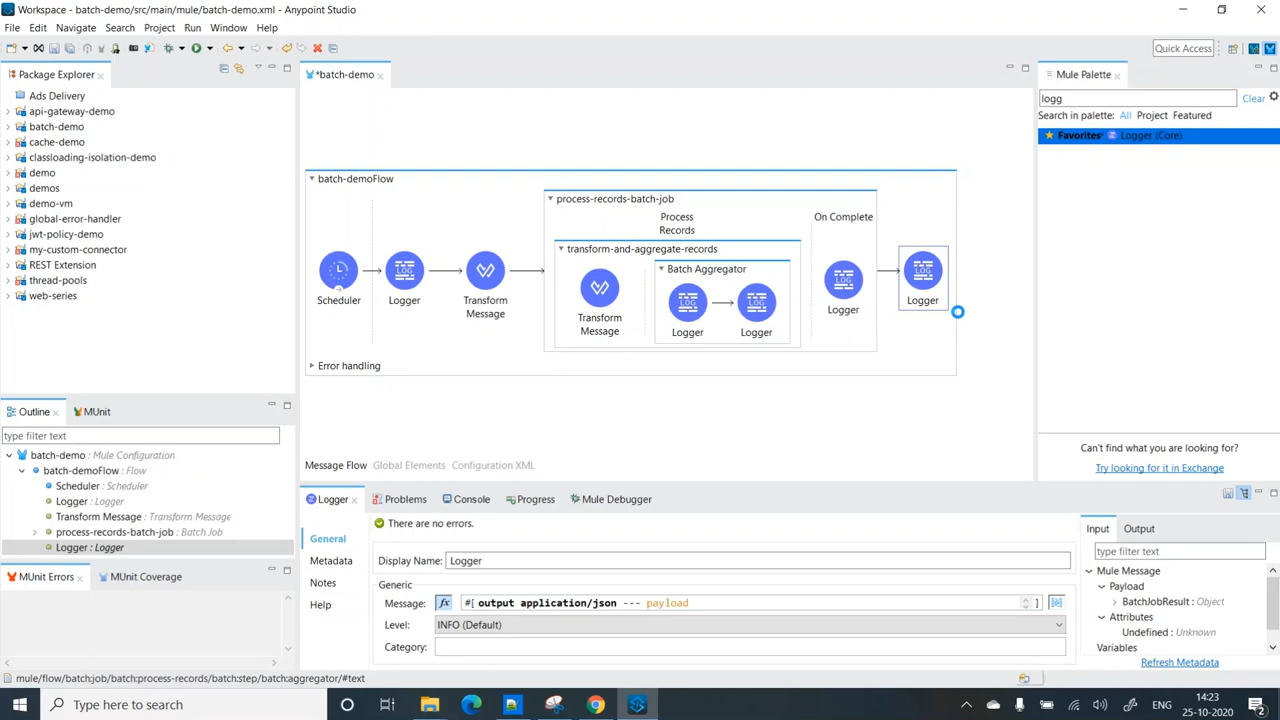 Workspace - batch-demo/src/main/mule/batch-demo.xml - Anypoint Studio
File Edit Navigate Search Project Run Window Help
Quick Access
Package Explorer
Ads Delivery
api-gateway-demo
batch-demo
cache-demo
classloading-isolation-demo
demo
demos
demo-vm
global-error-handler
jwt-policy-demo
my-custom-connector
REST Extension
thread-pools
web-series
*batch-demo
batch-demoFlow
process-records-batch-job
Process
Records
On Complete
transform-and-aggregate-records
Batch Aggregator
LOG
LOG
LOG
LOG
LOG
Scheduler
Logger
Transform
Message
Transform
Message
Logger
Logger
Logger
Logger
Error handling
Message Flow Global Elements Configuration XML
Mule Palette
logg
Clear
Search in palette: All Project Featured
Favorites Logger (Core)
Can't find what you are looking for?
Try looking for it in Exchange
Outline MUnit
type filter text
batch-demo : Mule Configuration
batch-demoFlow : Flow
Scheduler : Scheduler
Logger : Logger
Transform Message : Transform Message
process-records-batch-job : Batch Job
Logger : Logger
MUnit Errors MUnit Coverage
Logger Problems Console Progress Mule Debugger
There are no errors.
General
Metadata
Notes
Help
Display Name: Logger
Generic
Message: fx #[ output application/json --- payload ]
Level: INFO (Default)
Category:
Input Output
type filter text
Mule Message
Payload
BatchJobResult : Object
Attributes
Undefined : Unknown
Variables
Refresh Metadata
mule/flow/batch:job/batch:process-records/batch:step/batch:aggregator/#text
Type here to search
ENG
14:23
25-10-2020
2